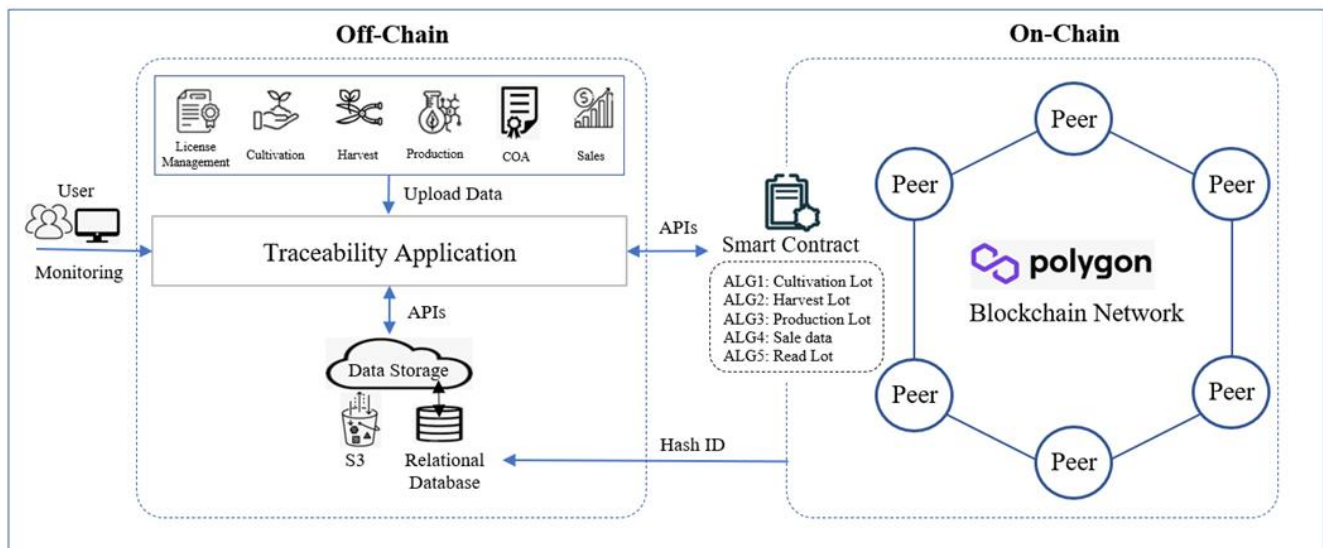 Off-Chain
On-Chain
License
Management
Cultivation
Harvest
Production
COA
Sales
User
Monitoring
Upload Data
Traceability Application
APIs
APIs
Smart Contract
ALG1: Cultivation Lot
ALG2: Harvest Lot
ALG3: Production Lot
ALG4: Sale data
ALG5: Read Lot
Data Storage
S3
Relational
Database
Hash ID
Peer
Peer
Peer
polygon
Blockchain Network
Peer
Peer
Peer